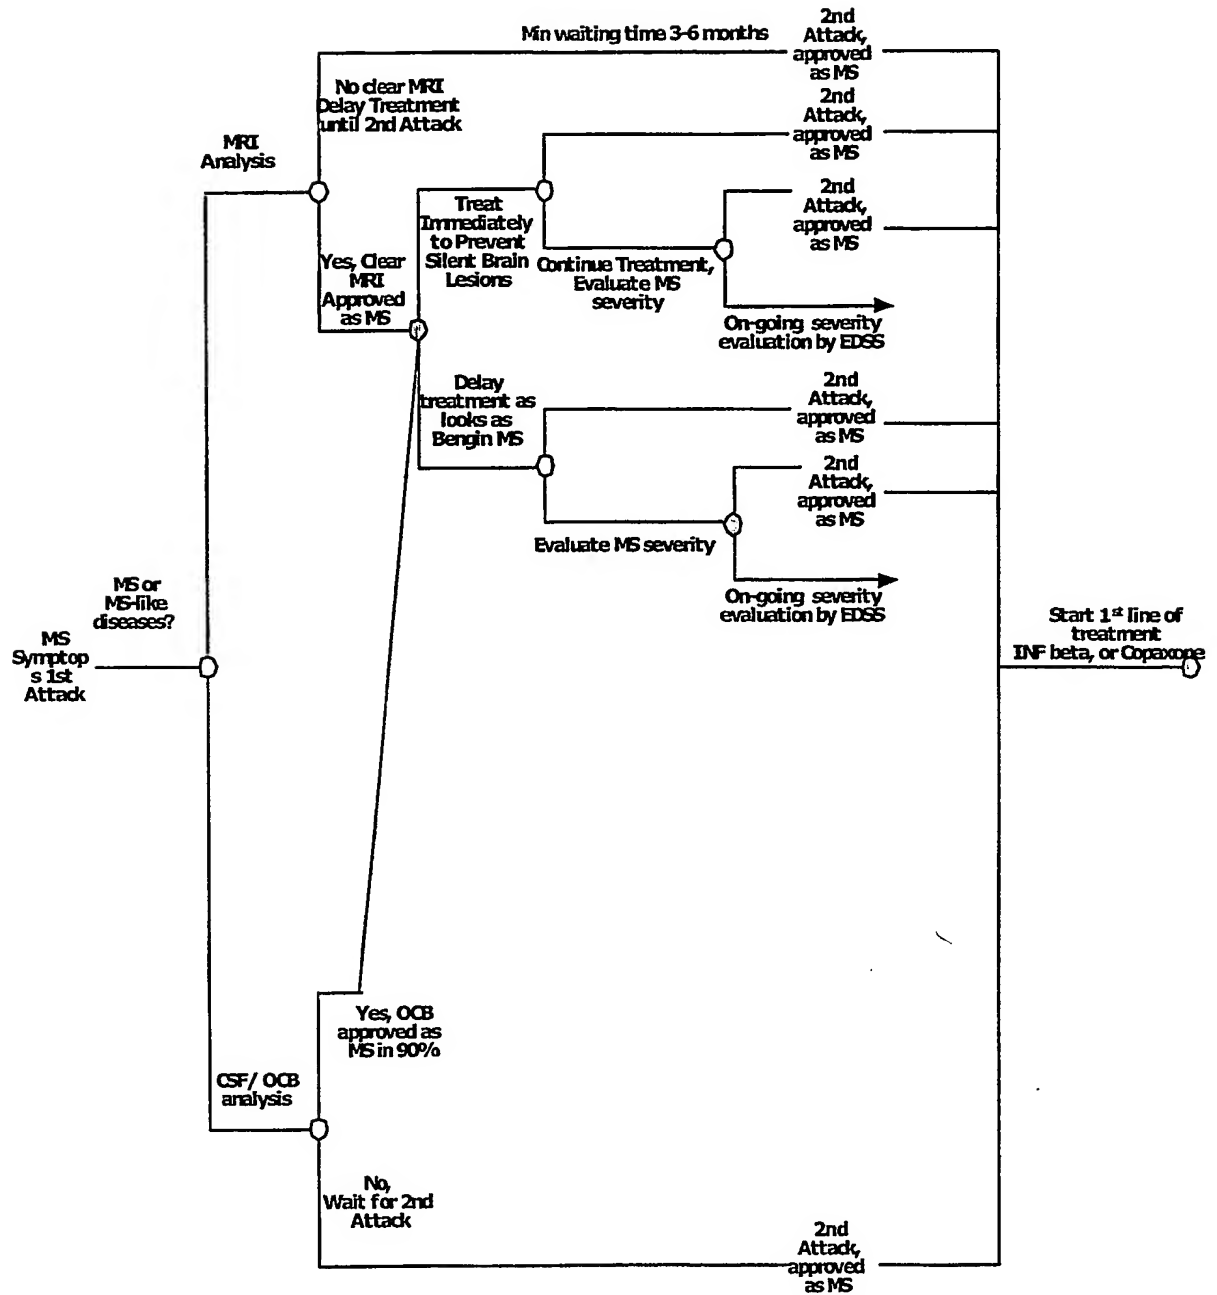 Min waiting time 3-6 months
2nd
Attack,
approved
as MS
No clear MRI
Delay Treatment
until 2nd Attack
2nd
Attack,
approved
as MS
MRI
Analysis
2nd
Attack,
approved
as MS
Treat
Immediately
to Prevent
Silent Brain
Lesions
Yes, Clear
MRI
Approved
as MS
Continue Treatment,
Evaluate MS
severity
On-going severity
evaluation by EDSS
Delay
treatment as
looks as
Bengin MS
2nd
Attack,
approved
as MS
2nd
Attack,
approved
as MS
Evaluate MS severity
On-going severity
evaluation by EDSS
MS or
MS-like
diseases?
MS
Symptop
s 1st
Attack
Start 1st line of
treatment
INF beta, or Copaxone
Yes, OCB
approved as
MS in 90%
CSF/ OCB
analysis
No,
Wait for 2nd
Attack
2nd
Attack,
approved
as MS